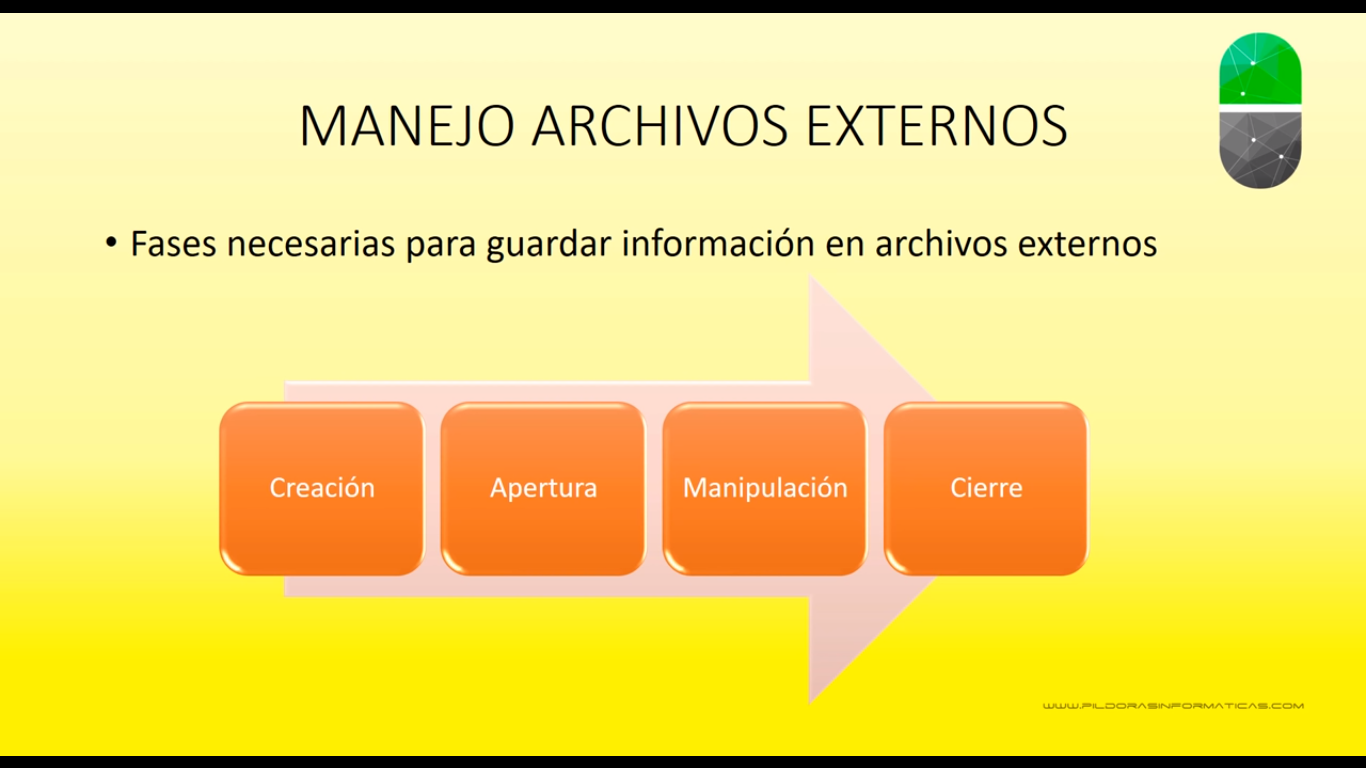 MANEJO ARCHIVOS EXTERNOS
• Fases necesarias para guardar información en archivos externos
Creación
Apertura
Manipulación
Cierre
WWW.PILDORASINFORMATICAS.COM